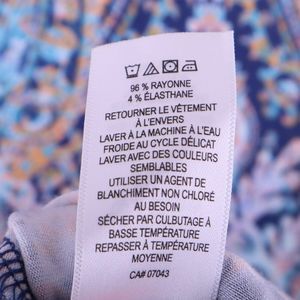 96 % RAYONNE
4 % ÉLASTHANE
RETOURNER LE VÊTEMENT
À L'ENVERS
LAVER À LA MACHINE À L'EAU
FROIDE AU CYCLE DÉLICAT
LAVER AVEC DES COULEURS
SEMBLABLES
UTILISER UN AGENT DE
BLANCHIMENT NON CHLORÉ
AU BESOIN
SÉCHER PAR CULBUTAGE À
BASSE TEMPÉRATURE
REPASSER À TEMPÉRATURE
MOYENNE
CA# 07043